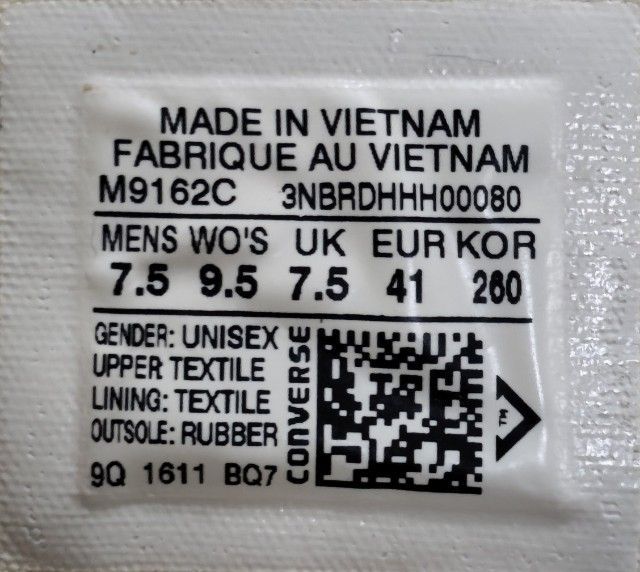 MADE IN VIETNAM
FABRIQUE AU VIETNAM
M9162C 3NBRDHHH00080
MENS WO'S UK EUR KOR
7.5 9.5 7.5 41 260
GENDER: UNISEX
UPPER TEXTILE
LINING: TEXTILE
OUTSOLE: RUBBER
9Q 1611 BQ7
CONVERSE
TM